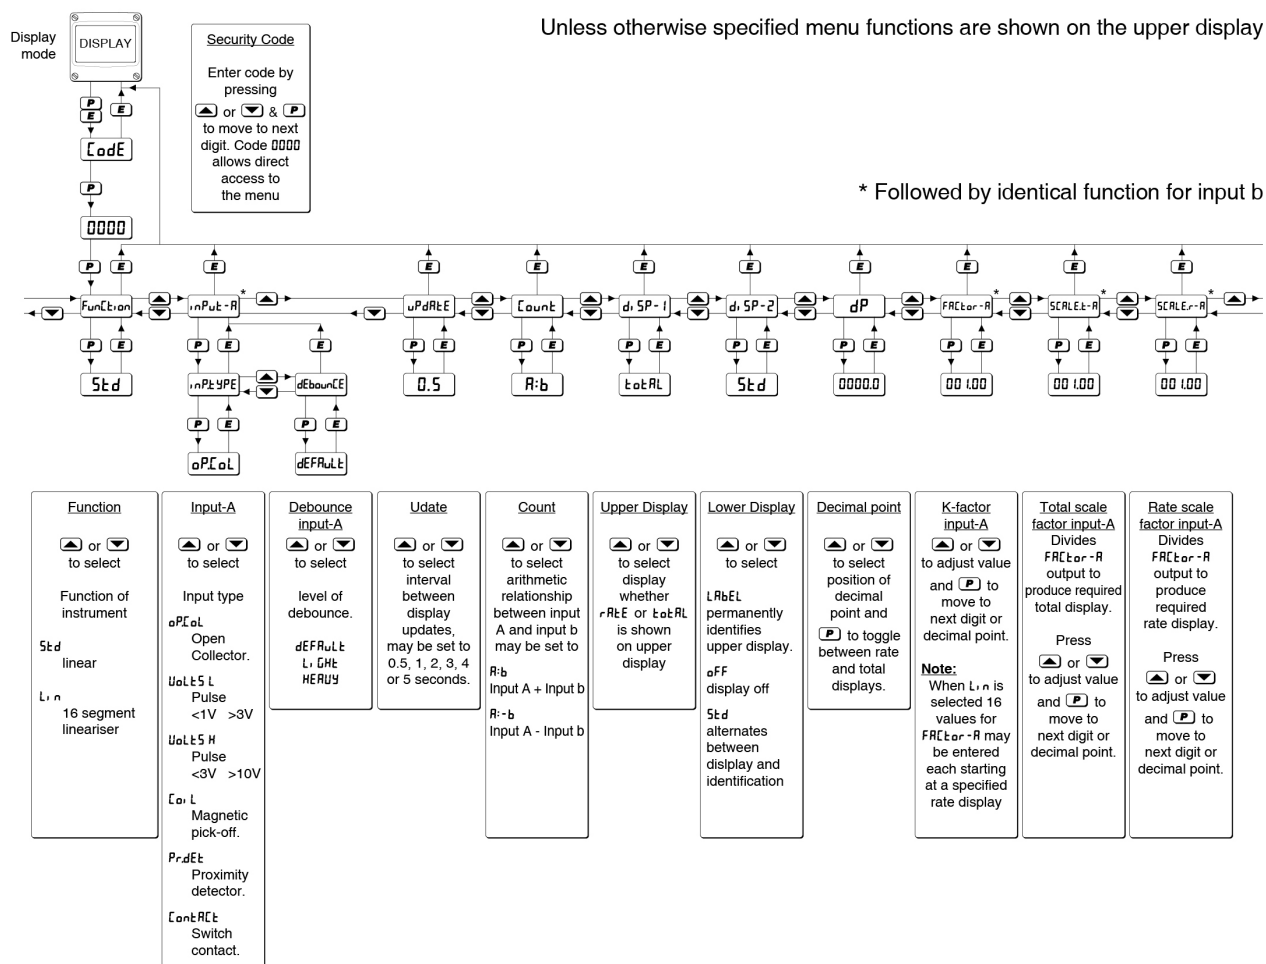 Unless otherwise specified menu functions are shown on the upper display
Display
mode
DISPLAY
Security Code
Enter code by
pressing
▲ or ▼ & P
to move to next
digit. Code 0000
allows direct
access to
the menu
P
E
E
CodE
P
0000
* Followed by identical function for input b
P E E E E E E E E E E
FunCtion
inPut-A *
uPdAtE
Count
diSP-1
diSP-2
dP
FACtor-A *
SCALE.t-A *
SCALE.r-A *
P E P E E P E P E P E P E P E P E P E P E
Std
inP.tYPE
dEbounCE
0.5
A:b
totAL
Std
0000.0
001.00
001.00
001.00
P E P E
oP.CoL
dEFAuLt
Function
▲ or ▼
to select
Function of
instrument
Std
linear
Lin
16 segment
lineariser
Input-A
▲ or ▼
to select
Input type
oP.CoL
Open
Collector.
VoLtS L
Pulse
<1V >3V
VoLtS H
Pulse
<3V >10V
CoiL
Magnetic
pick-off.
Pr.dEt
Proximity
detector.
ContACt
Switch
contact.
Debounce
input-A
▲ or ▼
to select
level of
debounce.
dEFAuLt
LiGHt
HEAVY
Udate
▲ or ▼
to select
interval
between
display
updates,
may be set to
0.5, 1, 2, 3, 4
or 5 seconds.
Count
▲ or ▼
to select
arithmetic
relationship
between input
A and input b
may be set to
A:b
Input A + Input b
A:-b
Input A - Input b
Upper Display
▲ or ▼
to select
display
whether
rAtE or totAL
is shown
on upper
display
Lower Display
▲ or ▼
to select
LAbEL
permanently
identifies
upper display.
oFF
display off
Std
alternates
between
dislplay and
identification
Decimal point
▲ or ▼
to select
position of
decimal
point and
P to toggle
between rate
and total
displays.
K-factor
input-A
▲ or ▼
to adjust value
and P to
move to
next digit or
decimal point.
Note:
When Lin is
selected 16
values for
FACtor-A may
be entered
each starting
at a specified
rate display
Total scale
factor input-A
Divides
FACtor-A
output to
produce required
total display.
Press
▲ or ▼
to adjust value
and P to
move to
next digit or
decimal point.
Rate scale
factor input-A
Divides
FACtor-A
output to
produce
required
rate display.
Press
▲ or ▼
to adjust value
and P to
move to
next digit or
decimal point.